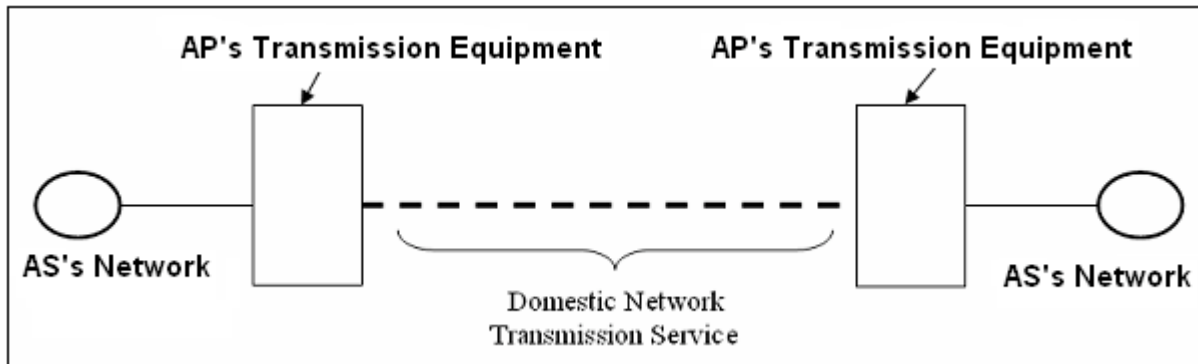 AP's Transmission Equipment
AP's Transmission Equipment
AS's Network
AS's Network
Domestic Network
Transmission Service